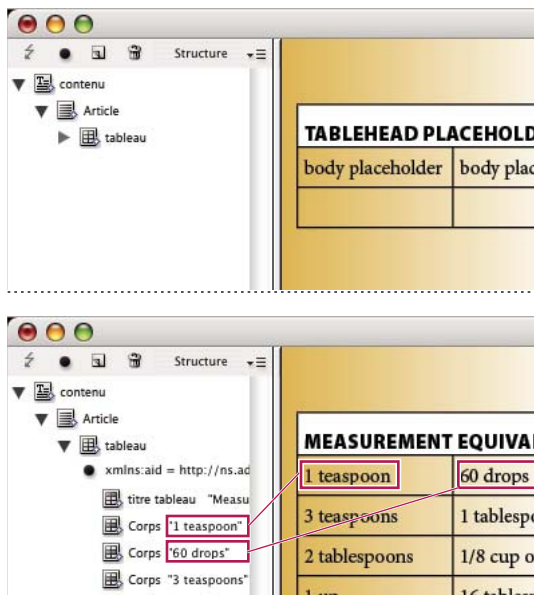 Structure
contenu
Article
tableau
TABLEHEAD PLACEHOLD
body placeholder body plac
Structure
contenu
Article
tableau
xmlns:aid = http://ns.ad
titre tableau "Measu
Corps "1 teaspoon"
Corps "60 drops"
Corps "3 teaspoons"
MEASUREMENT EQUIVA
1 teaspoon 60 drops
3 teaspoons 1 tablesp
2 tablespoons 1/8 cup o